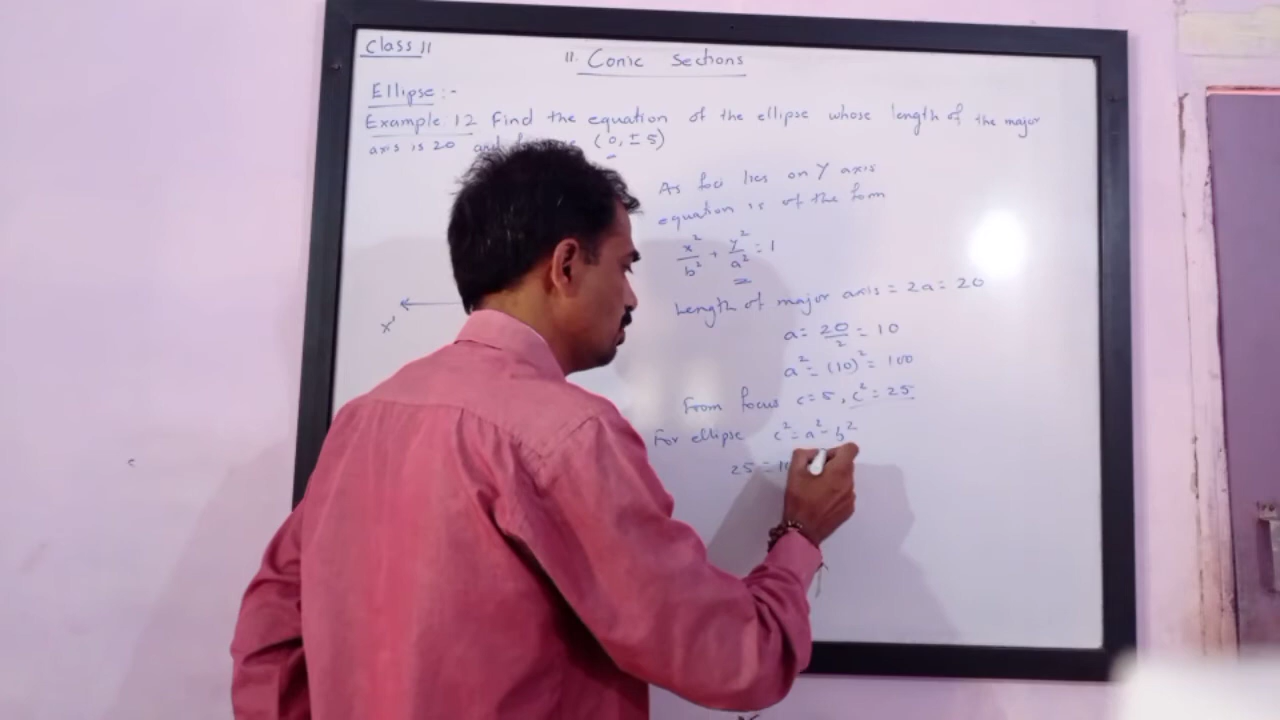 Class 11
11. Conic Sections
Ellipse :-
Example 12 Find the equation of the ellipse whose length of the major
axis is 20 and (0, ± 5)
As foci lies on Y axis
equation is of the form
x²/b² + y²/a² = 1
Length of major axis = 2a = 20
a = 20/2 = 10
a² = (10)² = 100
X'
From focus c = 5, c² = 25
For ellipse c² = a² - b²
25 = 10